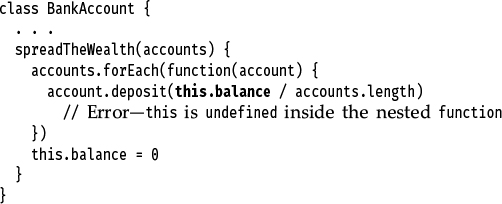 class BankAccount {
  . . .
  spreadTheWealth(accounts) {
    accounts.forEach(function(account) {
      account.deposit(this.balance / accounts.length)
        // Error—this is undefined inside the nested function
    })
    this.balance = 0
  }
}